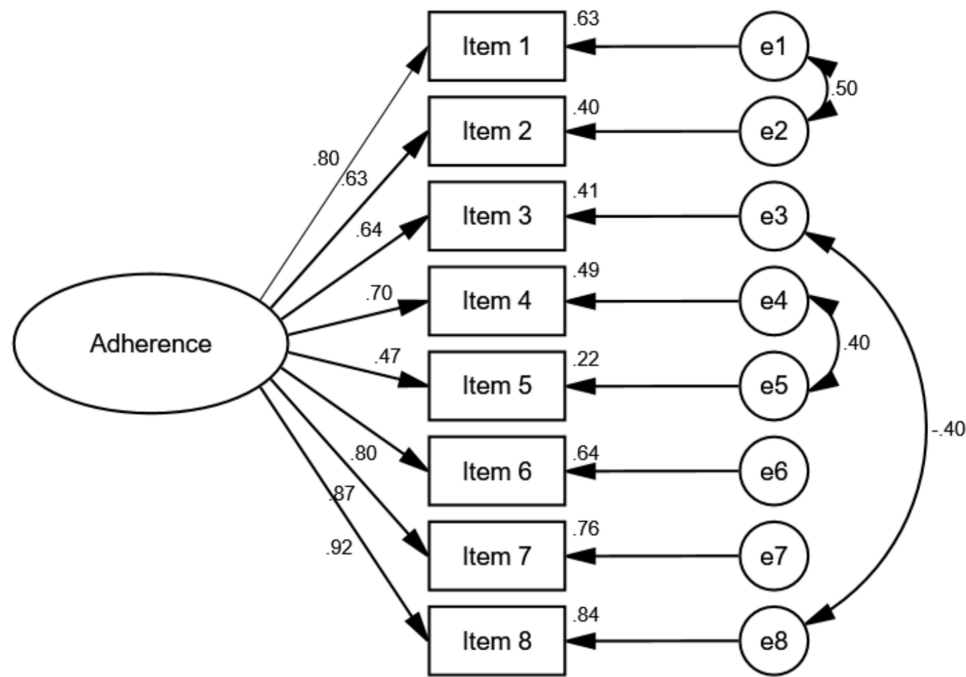 .63
Item 1
e1
.50
.40
Item 2
e2
.80
.63
.41
Item 3
e3
.64
.49
Item 4
e4
.70
.40
Adherence
.47
.22
Item 5
e5
-.40
.80
.64
Item 6
e6
.87
.76
Item 7
e7
.92
.84
Item 8
e8